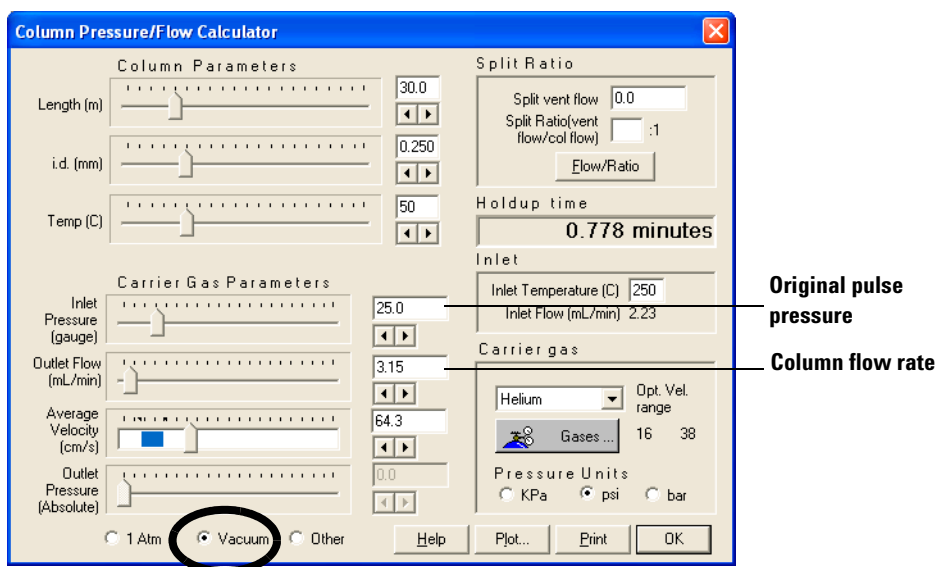 Column Pressure/Flow Calculator
Column Parameters
Length (m)
30.0
i.d. (mm)
0.250
Temp (C)
50
Carrier Gas Parameters
Inlet
Pressure
(gauge)
25.0
Outlet Flow
(mL/min)
3.15
Average
Velocity
(cm/s)
64.3
Outlet
Pressure
(Absolute)
0.0
1 Atm
Vacuum
Other
Split Ratio
Split vent flow
0.0
Split Ratio(vent
flow/col flow)
:1
Flow/Ratio
Holdup time
0.778 minutes
Inlet
Inlet Temperature (C)
250
Inlet Flow (mL/min) 2.23
Carrier gas
Helium
Opt. Vel.
range
Gases ...
16 38
Pressure Units
KPa
psi
bar
Help
Plot...
Print
OK
Original pulse
pressure
Column flow rate